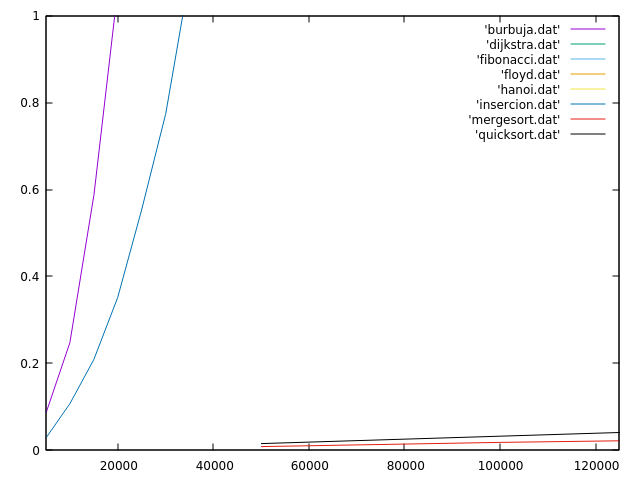 1
0.8
0.6
0.4
0.2
0
20000
40000
60000
80000
100000
120000
'burbuja.dat'
'dijkstra.dat'
'fibonacci.dat'
'floyd.dat'
'hanoi.dat'
'insercion.dat'
'mergesort.dat'
'quicksort.dat'